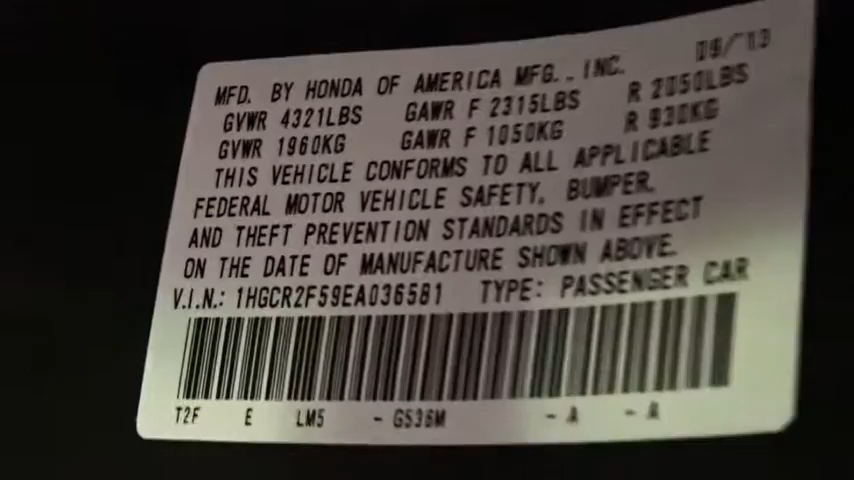 MFD. BY HONDA OF AMERICA MFG., INC. 09/13
GVWR 4321LBS GAWR F 2315LBS R 2050LBS
GVWR 1960KG GAWR F 1050KG R 930KG
THIS VEHICLE CONFORMS TO ALL APPLICABLE
FEDERAL MOTOR VEHICLE SAFETY, BUMPER,
AND THEFT PREVENTION STANDARDS IN EFFECT
ON THE DATE OF MANUFACTURE SHOWN ABOVE.
V.I.N.: 1HGCR2F59EA036581 TYPE: PASSENGER CAR
T2F E LM5 - G536M - A - A